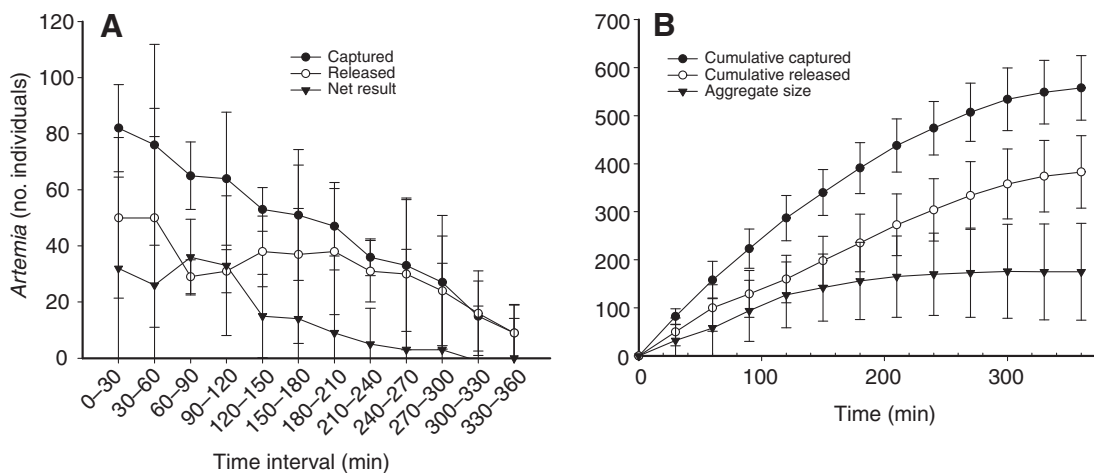 A
120
100
80
60
40
20
0
Artemia (no. individuals)
Captured
Released
Net result
0–30
30–60
60–90
90–120
120–150
150–180
180–210
210–240
240–270
270–300
300–330
330–360
Time interval (min)
B
700
600
500
400
300
200
100
0
Cumulative captured
Cumulative released
Aggregate size
0
100
200
300
Time (min)